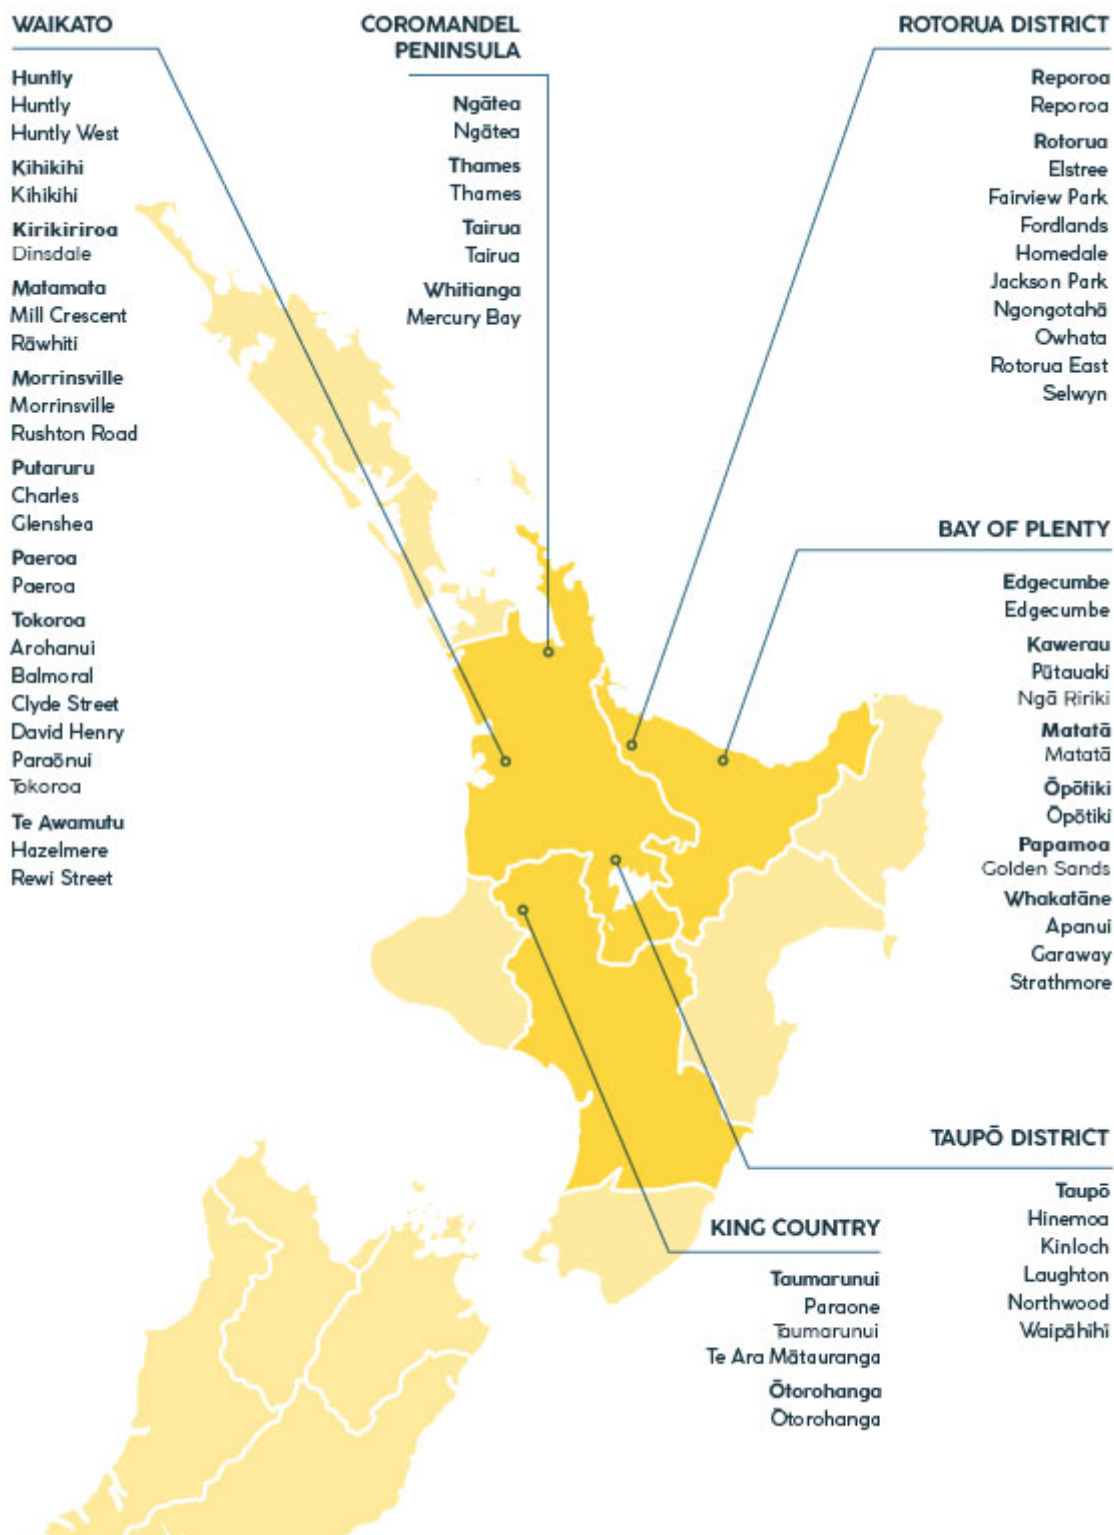 WAIKATO
Huntly
Huntly
Huntly West
Kihikihi
Kihikihi
Kirikiriroa
Dinsdale
Matamata
Mill Crescent
Rāwhiti
Morrinsville
Morrinsville
Rushton Road
Putaruru
Charles
Glenshea
Paeroa
Paeroa
Tokoroa
Arohanui
Balmoral
Clyde Street
David Henry
Paraōnui
Tokoroa
Te Awamutu
Hazelmere
Rewi Street
COROMANDEL
PENINSULA
Ngātea
Ngātea
Thames
Thames
Tairua
Tairua
Whitianga
Mercury Bay
ROTORUA DISTRICT
Reporoa
Reporoa
Rotorua
Elstree
Fairview Park
Fordlands
Homedale
Jackson Park
Ngongotahā
Owhata
Rotorua East
Selwyn
BAY OF PLENTY
Edgecumbe
Edgecumbe
Kawerau
Pūtauaki
Ngā Ririki
Matatā
Matatā
Ōpōtiki
Ōpōtiki
Papamoa
Golden Sands
Whakatāne
Apanui
Garaway
Strathmore
TAUPŌ DISTRICT
Taupō
Hinemoa
Kinloch
Laughton
Northwood
Waipāhīhī
KING COUNTRY
Taumarunui
Paraone
Taumarunui
Te Ara Mātauranga
Ōtorohanga
Ōtorohanga